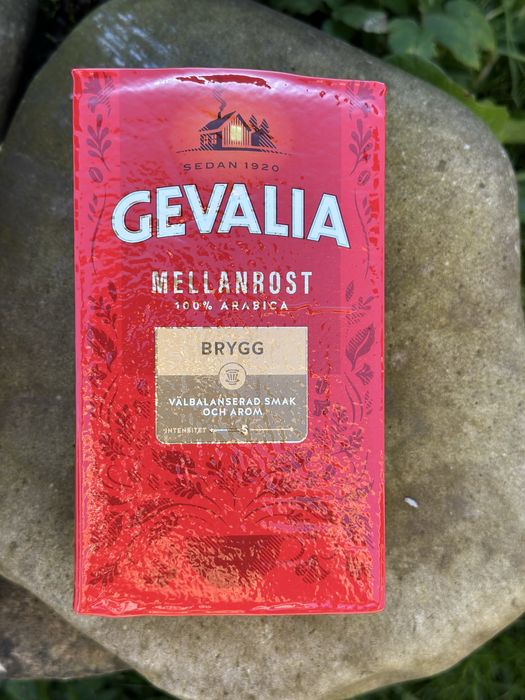 SEDAN 1920
GEVALIA
MELLANROST
100% ARABICA
BRYGG
VÄLBALANSERAD SMAK
OCH AROM
INTENSITET 5